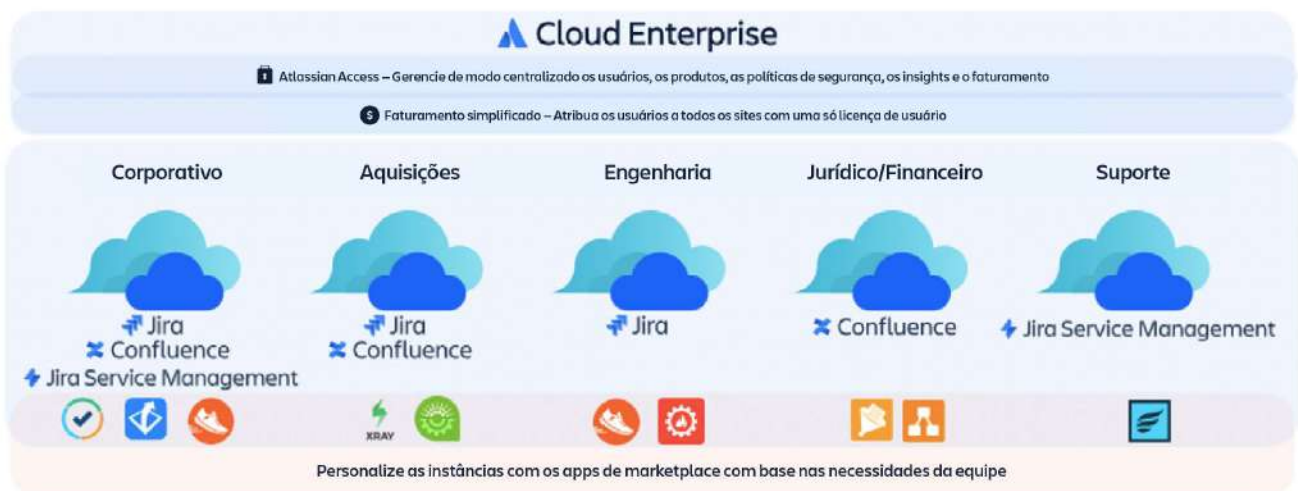 Cloud Enterprise
Atlassian Access – Gerencie de modo centralizado os usuários, os produtos, as políticas de segurança, os insights e o faturamento
$ Faturamento simplificado – Atribua os usuários a todos os sites com uma só licença de usuário
Corporativo
Aquisições
Engenharia
Jurídico/Financeiro
Suporte
Jira
Confluence
Jira Service Management
Jira
Confluence
Jira
Confluence
Jira Service Management
XRAY
Personalize as instâncias com os apps de marketplace com base nas necessidades da equipe